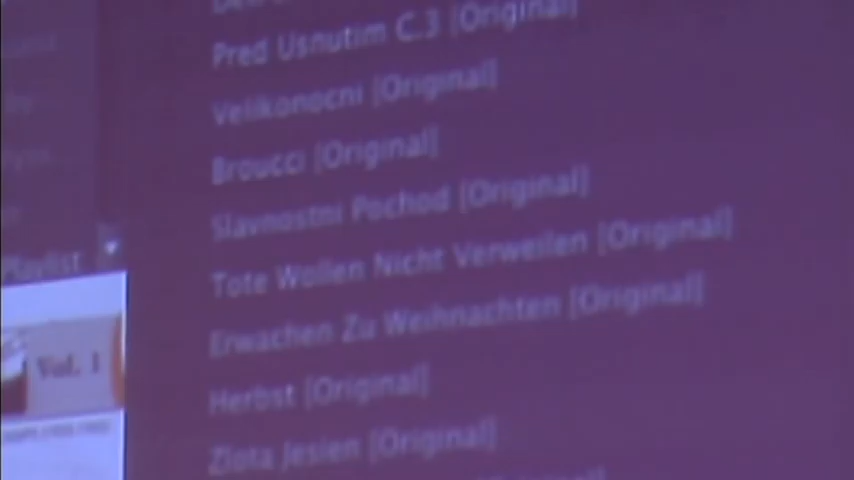 Pred Usnutim C.3 [Original]
Velikonocni [Original]
Broucci [Original]
Slavnostni Pochod [Original]
Tote Wollen Nicht Verweilen [Original]
Erwachen Zu Weihnachten [Original]
Herbst [Original]
Zlota Jesien [Original]
Playlist
Vol. 1